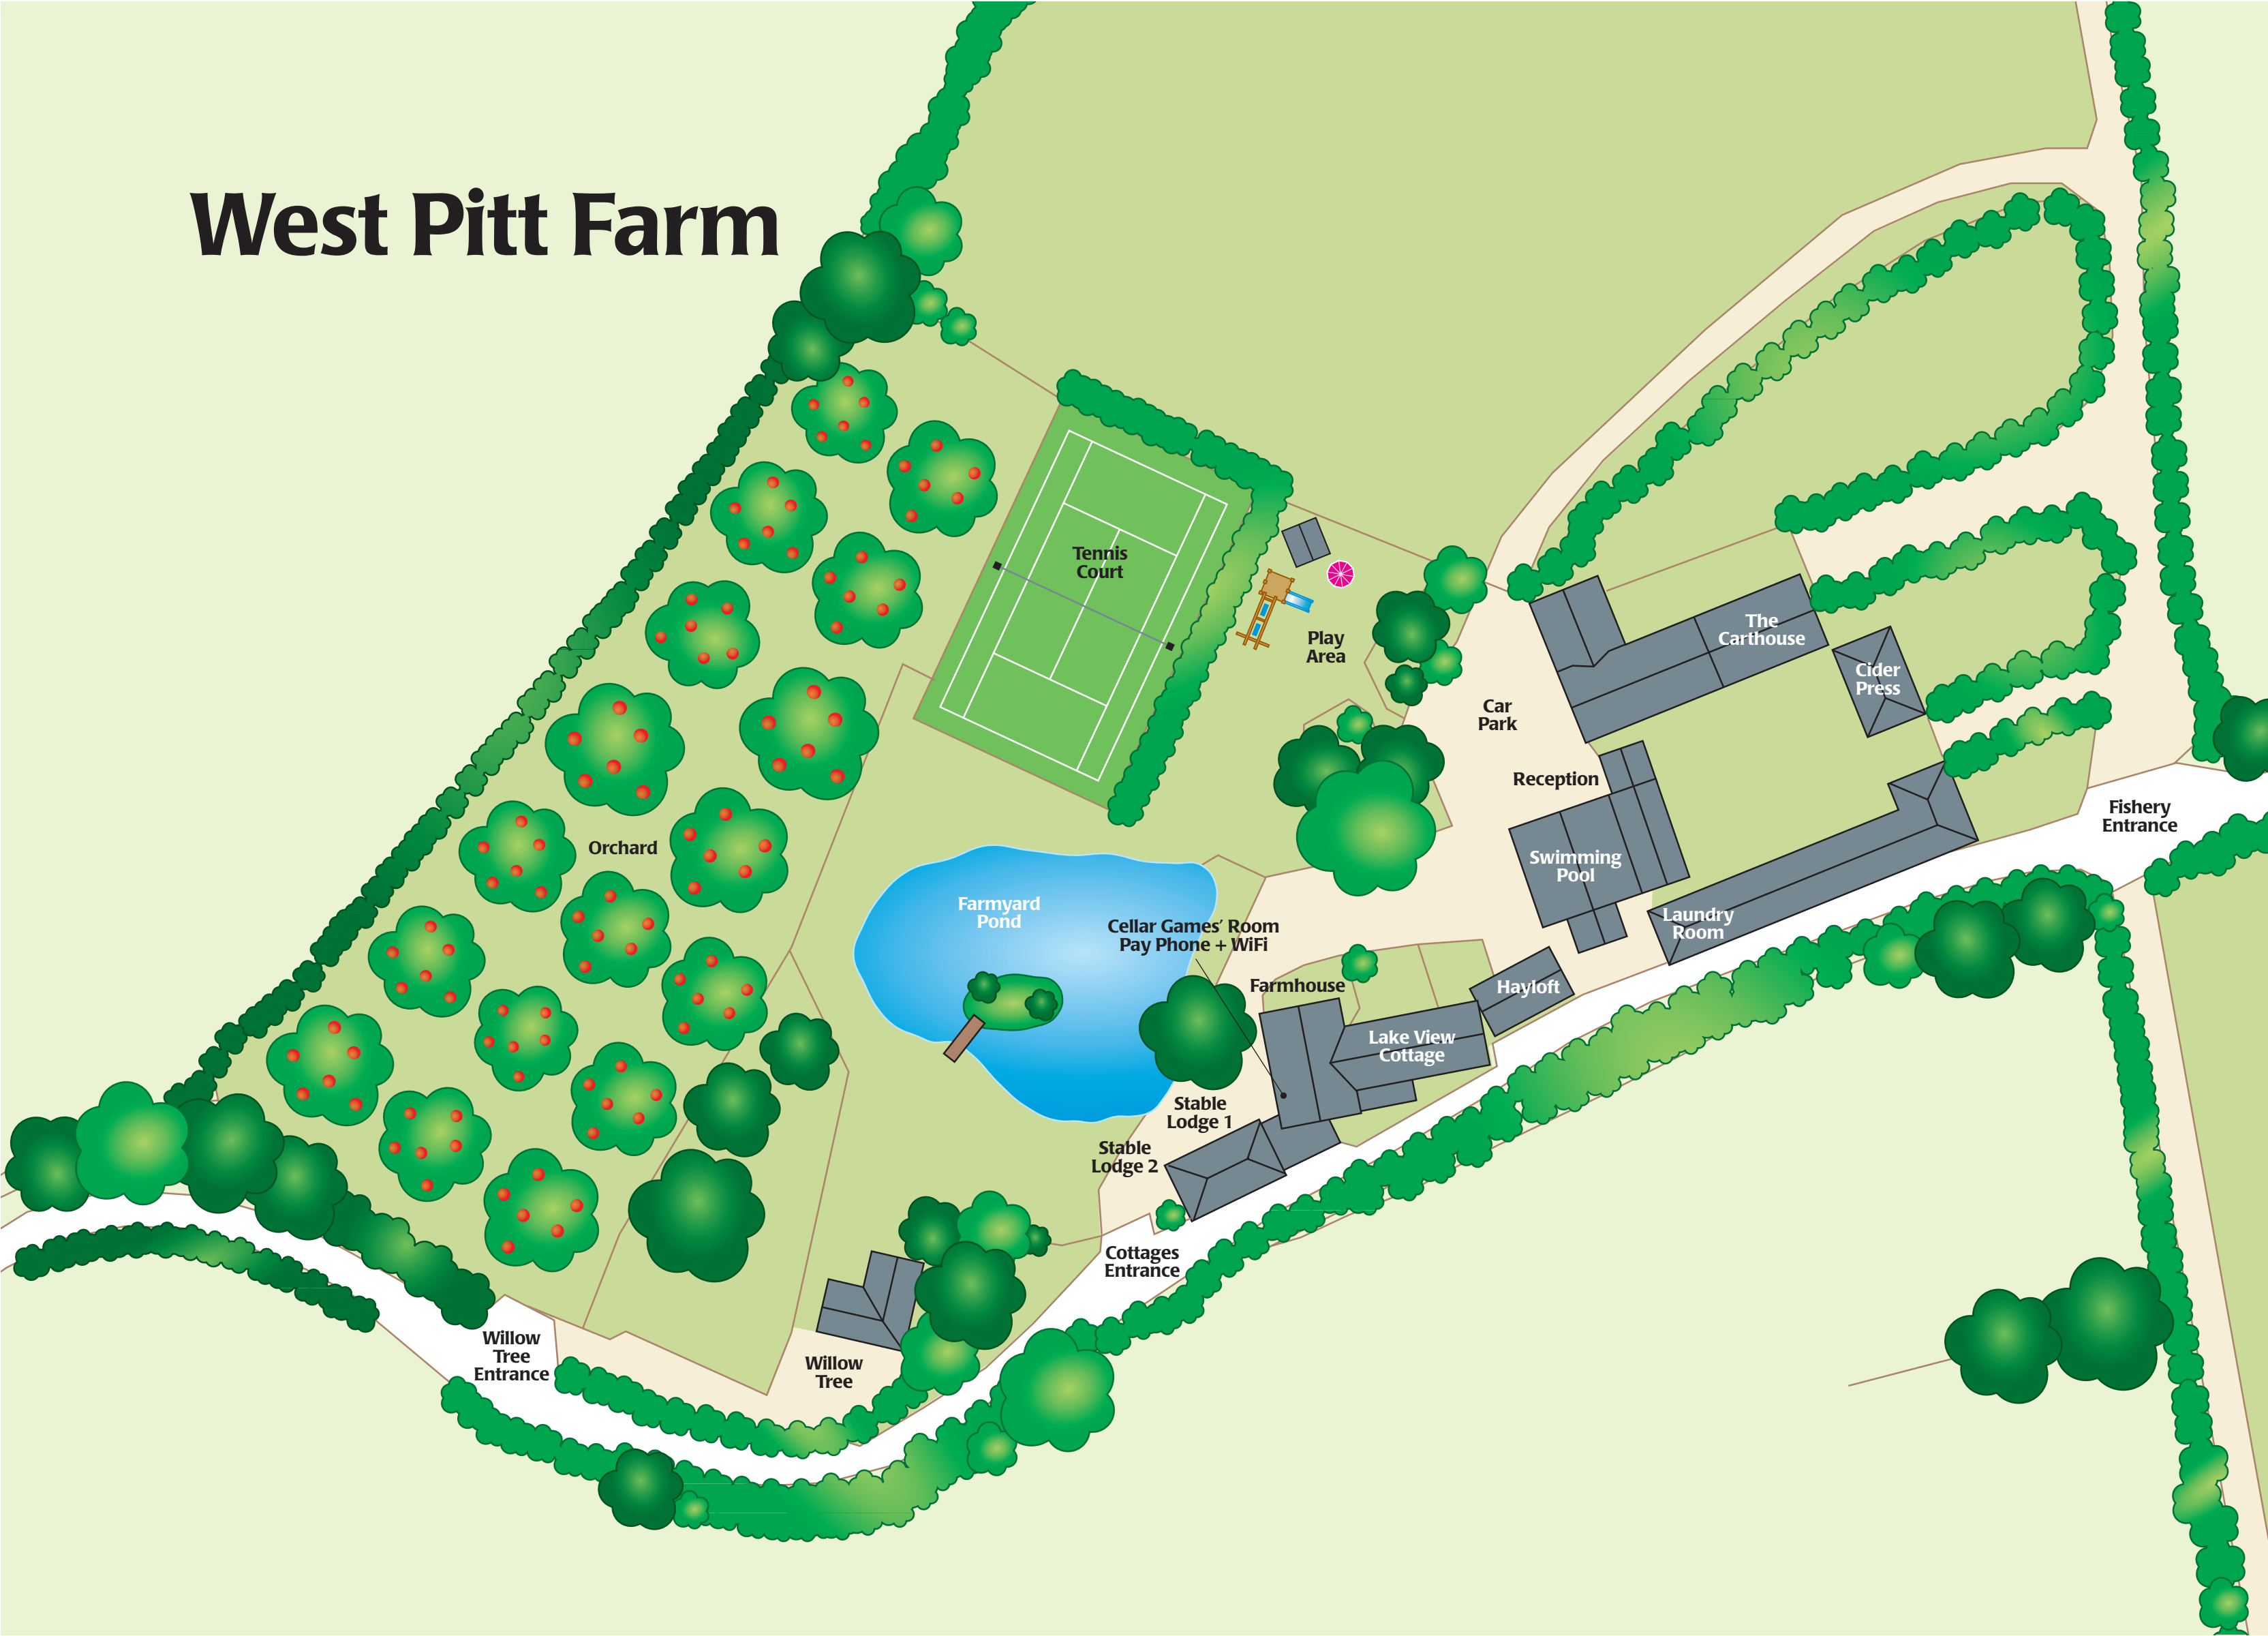 West Pitt Farm
Tennis
Court
Play
Area
The
Carthouse
Cider
Press
Car
Park
Reception
Fishery
Entrance
Orchard
Swimming
Pool
Farmyard
Pond
Laundry
Room
Cellar Games’ Room
Pay Phone + WiFi
Farmhouse
Hayloft
Lake View
Cottage
Stable
Lodge 1
Stable
Lodge 2
Cottages
Entrance
Willow
Tree
Entrance
Willow
Tree